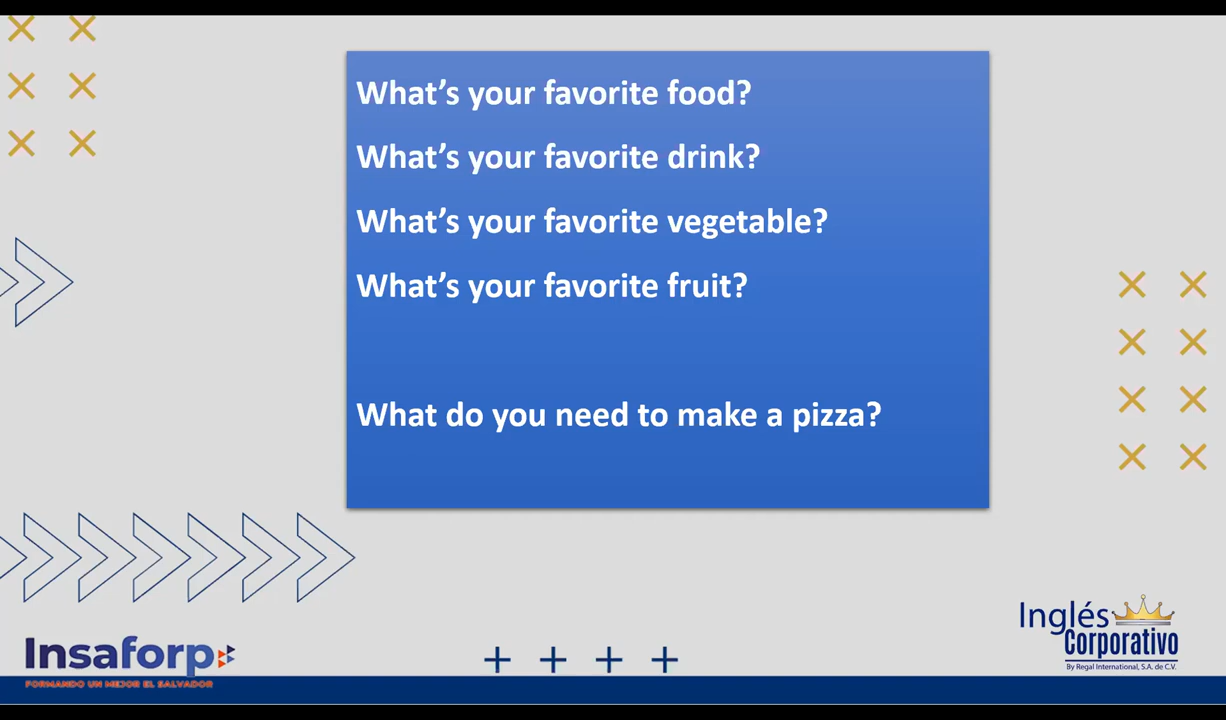 What's your favorite food?
What's your favorite drink?
What's your favorite vegetable?
What's your favorite fruit?
What do you need to make a pizza?
Inglés
Corporativo
By Regal International, S.A. de C.V.
Insaforp
FORMANDO UN MEJOR EL SALVADOR